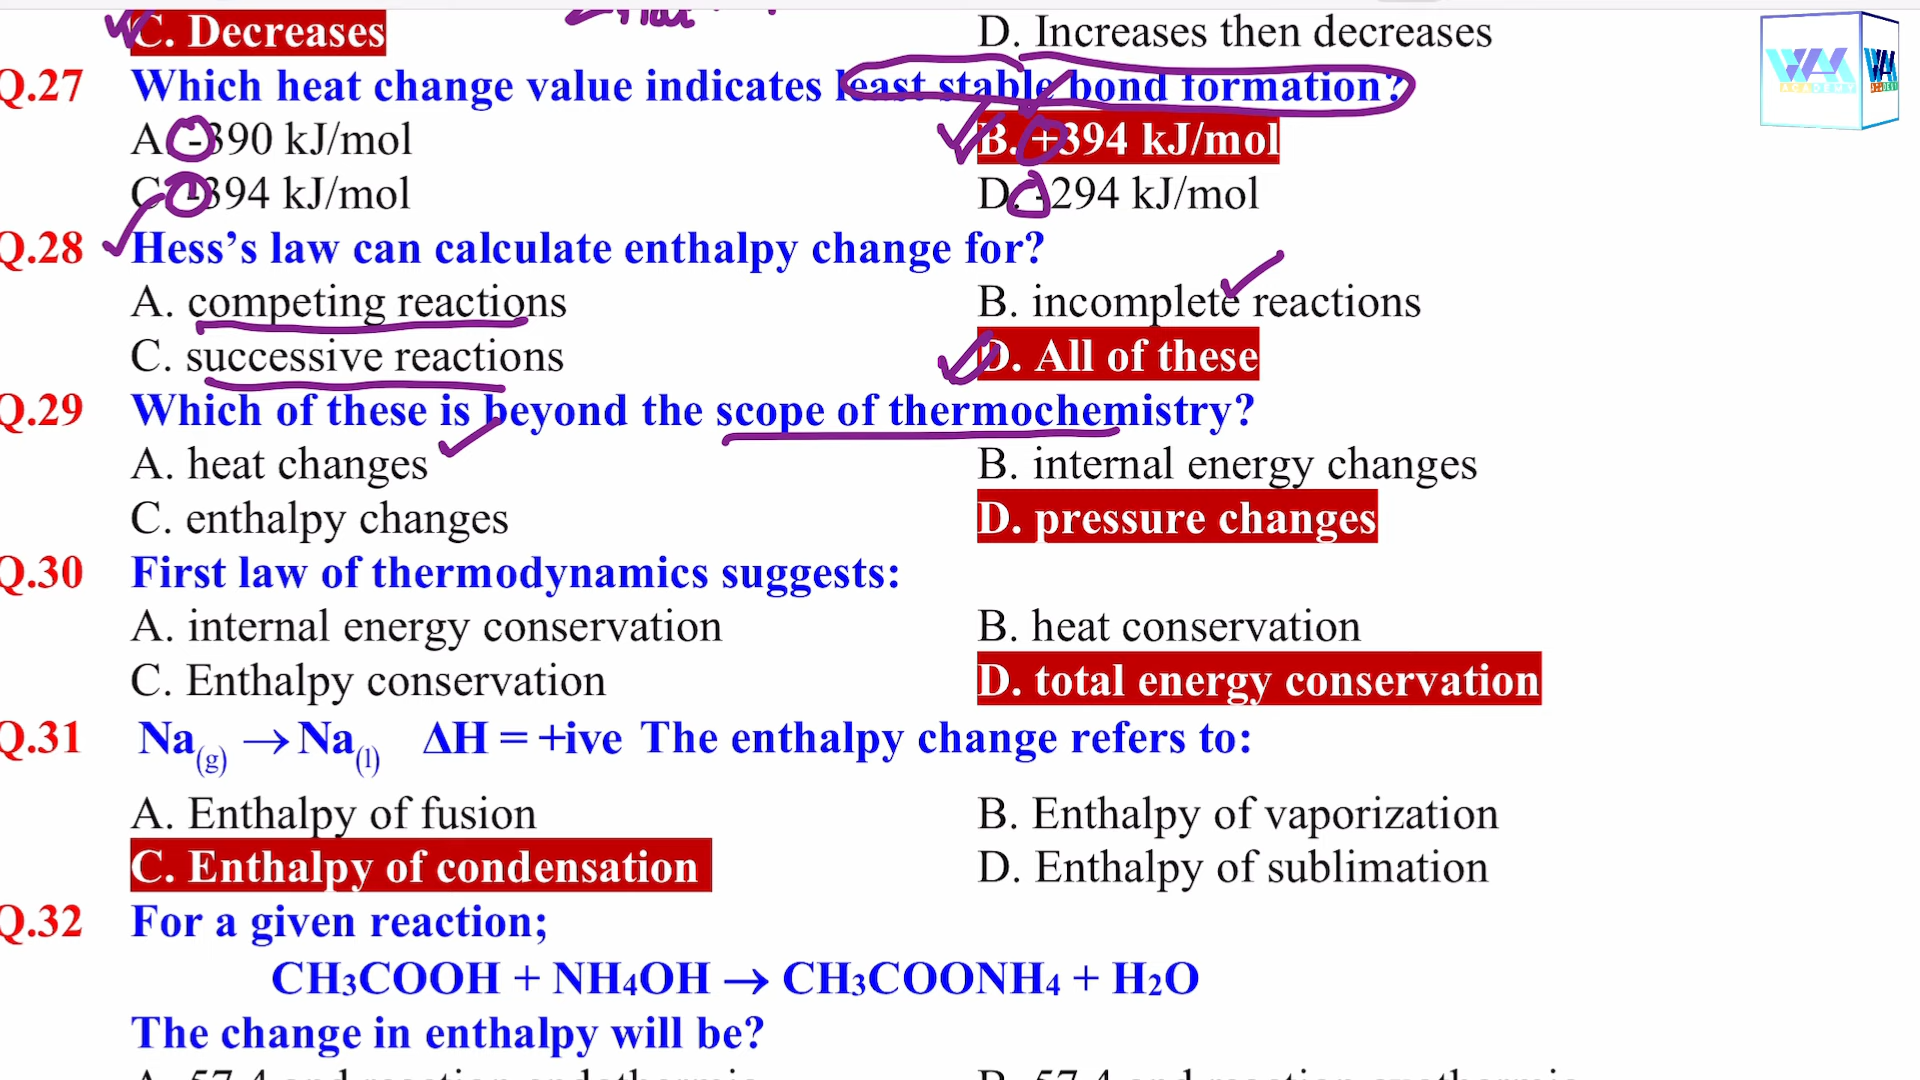 C. Decreases D. Increases then decreases
Q.27 Which heat change value indicates least stable bond formation?
A. -390 kJ/mol B. +394 kJ/mol
C. -394 kJ/mol D. -294 kJ/mol
Q.28 Hess’s law can calculate enthalpy change for?
A. competing reactions B. incomplete reactions
C. successive reactions D. All of these
Q.29 Which of these is beyond the scope of thermochemistry?
A. heat changes B. internal energy changes
C. enthalpy changes D. pressure changes
Q.30 First law of thermodynamics suggests:
A. internal energy conservation B. heat conservation
C. Enthalpy conservation D. total energy conservation
Q.31 Na(g) → Na(l) ΔH = +ive The enthalpy change refers to:
A. Enthalpy of fusion B. Enthalpy of vaporization
C. Enthalpy of condensation D. Enthalpy of sublimation
Q.32 For a given reaction;
CH3COOH + NH4OH → CH3COONH4 + H2O
The change in enthalpy will be?
WM ACADEMY